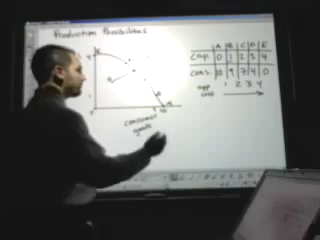 Production Possibilities
A B C D E
cap. 0 1 2 3 4
cons. 10 9 7 4 0
opp cost 1 2 3 4
consumer
goods